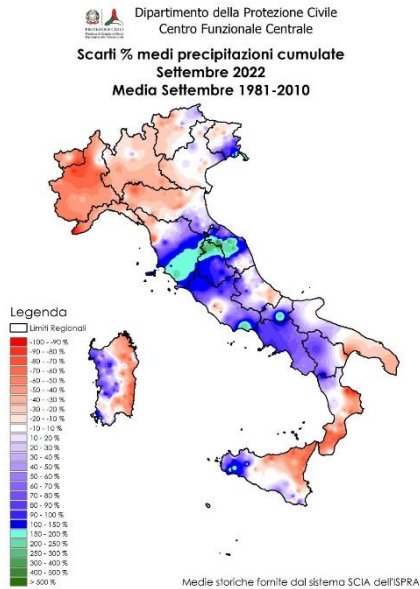 Dipartimento della Protezione Civile
Centro Funzionale Centrale
PROTEZIONE CIVILE
Scarti % medi precipitazioni cumulate
Settembre 2022
Media Settembre 1981-2010
Legenda
Limiti Regionali
-100 - -90 %
-90 - -80 %
-80 - -70 %
-70 - -60 %
-60 - -50 %
-50 - -40 %
-40 - -30 %
-30 - -20 %
-20 - -10 %
-10 - 10 %
10 - 20 %
20 - 30 %
30 - 40 %
40 - 50 %
50 - 60 %
60 - 70 %
70 - 80 %
80 - 90 %
90 - 100 %
100 - 150 %
150 - 200 %
200 - 250 %
250 - 300 %
300 - 400 %
400 - 500 %
> 500 %
Medie storiche fornite dal sistema SCIA dell'ISPRA